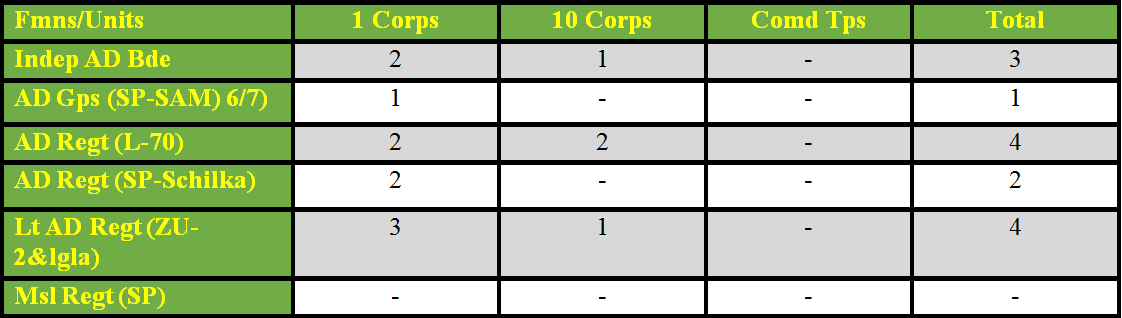 Fmns/Units 1 Corps 10 Corps Comd Tps Total
Indep AD Bde 2 1 - 3
AD Gps (SP-SAM) 6/7) 1 - - 1
AD Regt (L-70) 2 2 - 4
AD Regt (SP-Schilka) 2 - - 2
Lt AD Regt (ZU- 3 1 - 4
2&lgla)
Msl Regt (SP) - - - -